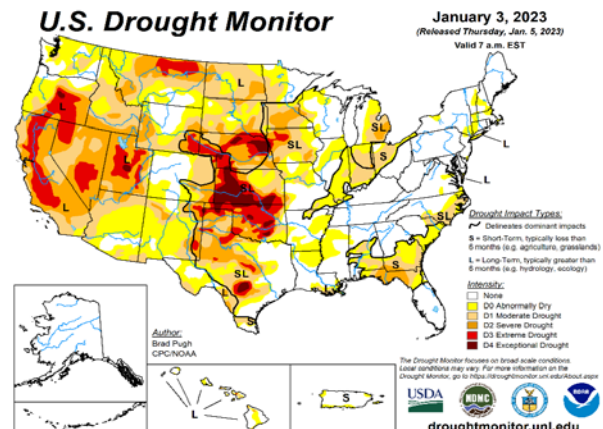 U.S. Drought Monitor
January 3, 2023
(Released Thursday, Jan. 5, 2023)
Valid 7 a.m. EST
L
L
SL
SL
S
L
L
L
SL
L
SL
Drought Impact Types:
Delineates dominant impacts
S = Short-Term, typically less than
6 months (e.g. agriculture, grasslands)
L = Long-Term, typically greater than
6 months (e.g. hydrology, ecology)
S
SL
L
S
Intensity:
None
D0 Abnormally Dry
D1 Moderate Drought
D2 Severe Drought
D3 Extreme Drought
D4 Exceptional Drought
Author:
Brad Pugh
CPC/NOAA
L
S
The Drought Monitor focuses on broad-scale conditions.
Local conditions may vary. For more information on the
Drought Monitor, go to https://droughtmonitor.unl.edu/About.aspx
USDA
NDMC
NOAA
droughtmonitor.unl.edu